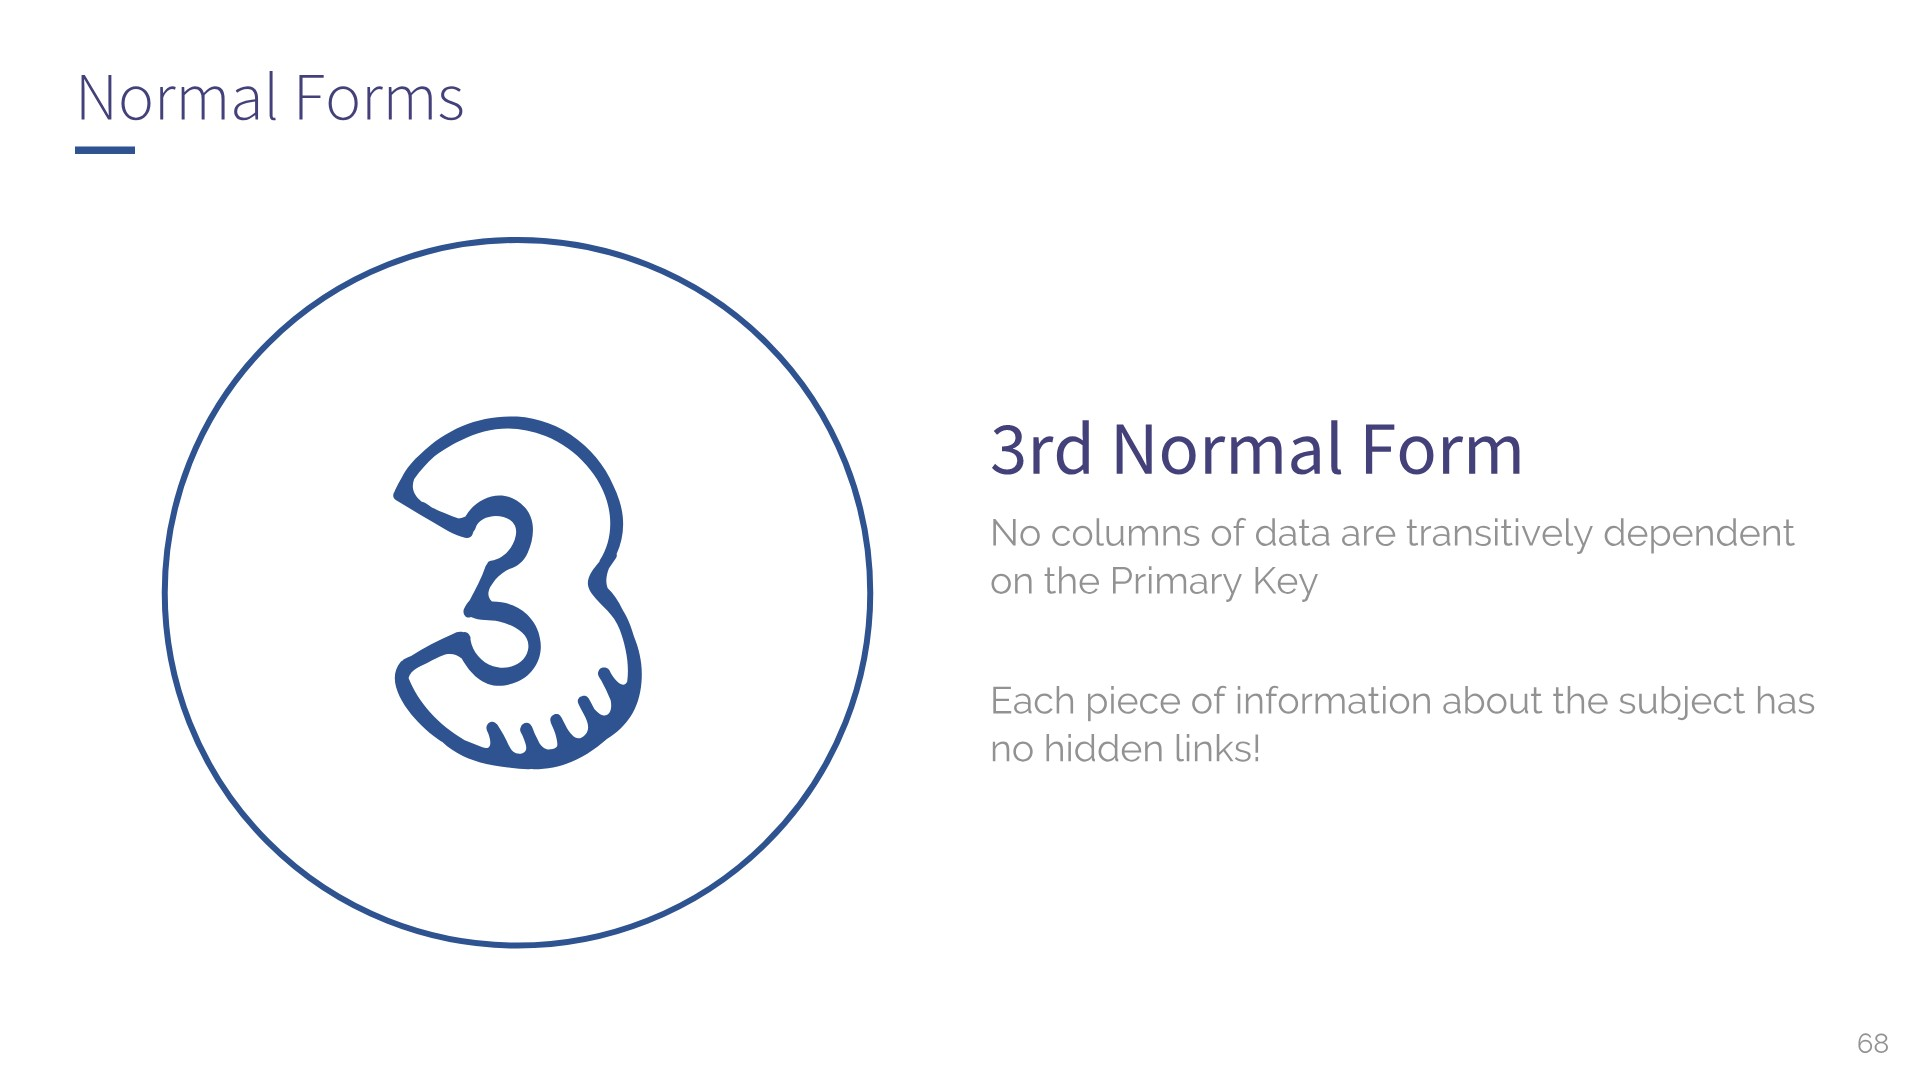 Normal Forms
3
3rd Normal Form
No columns of data are transitively dependent
on the Primary Key
Each piece of information about the subject has
no hidden links!
68